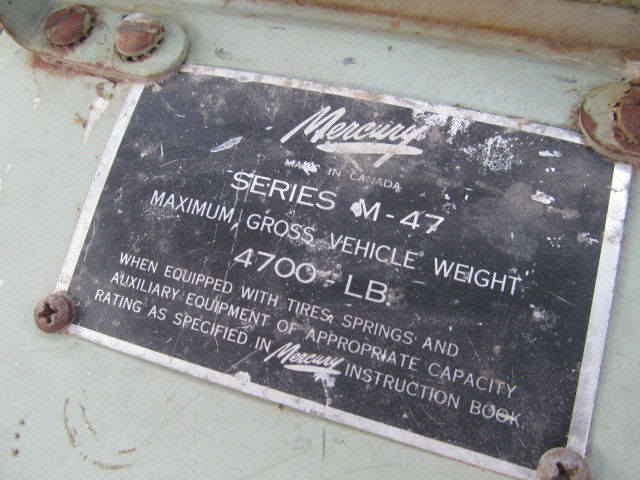 Mercury
MADE IN CANADA
SERIES M-47
MAXIMUM GROSS VEHICLE WEIGHT
4700 - LB.
WHEN EQUIPPED WITH TIRES, SPRINGS AND
AUXILIARY EQUIPMENT OF APPROPRIATE CAPACITY
RATING AS SPECIFIED IN Mercury INSTRUCTION BOOK.